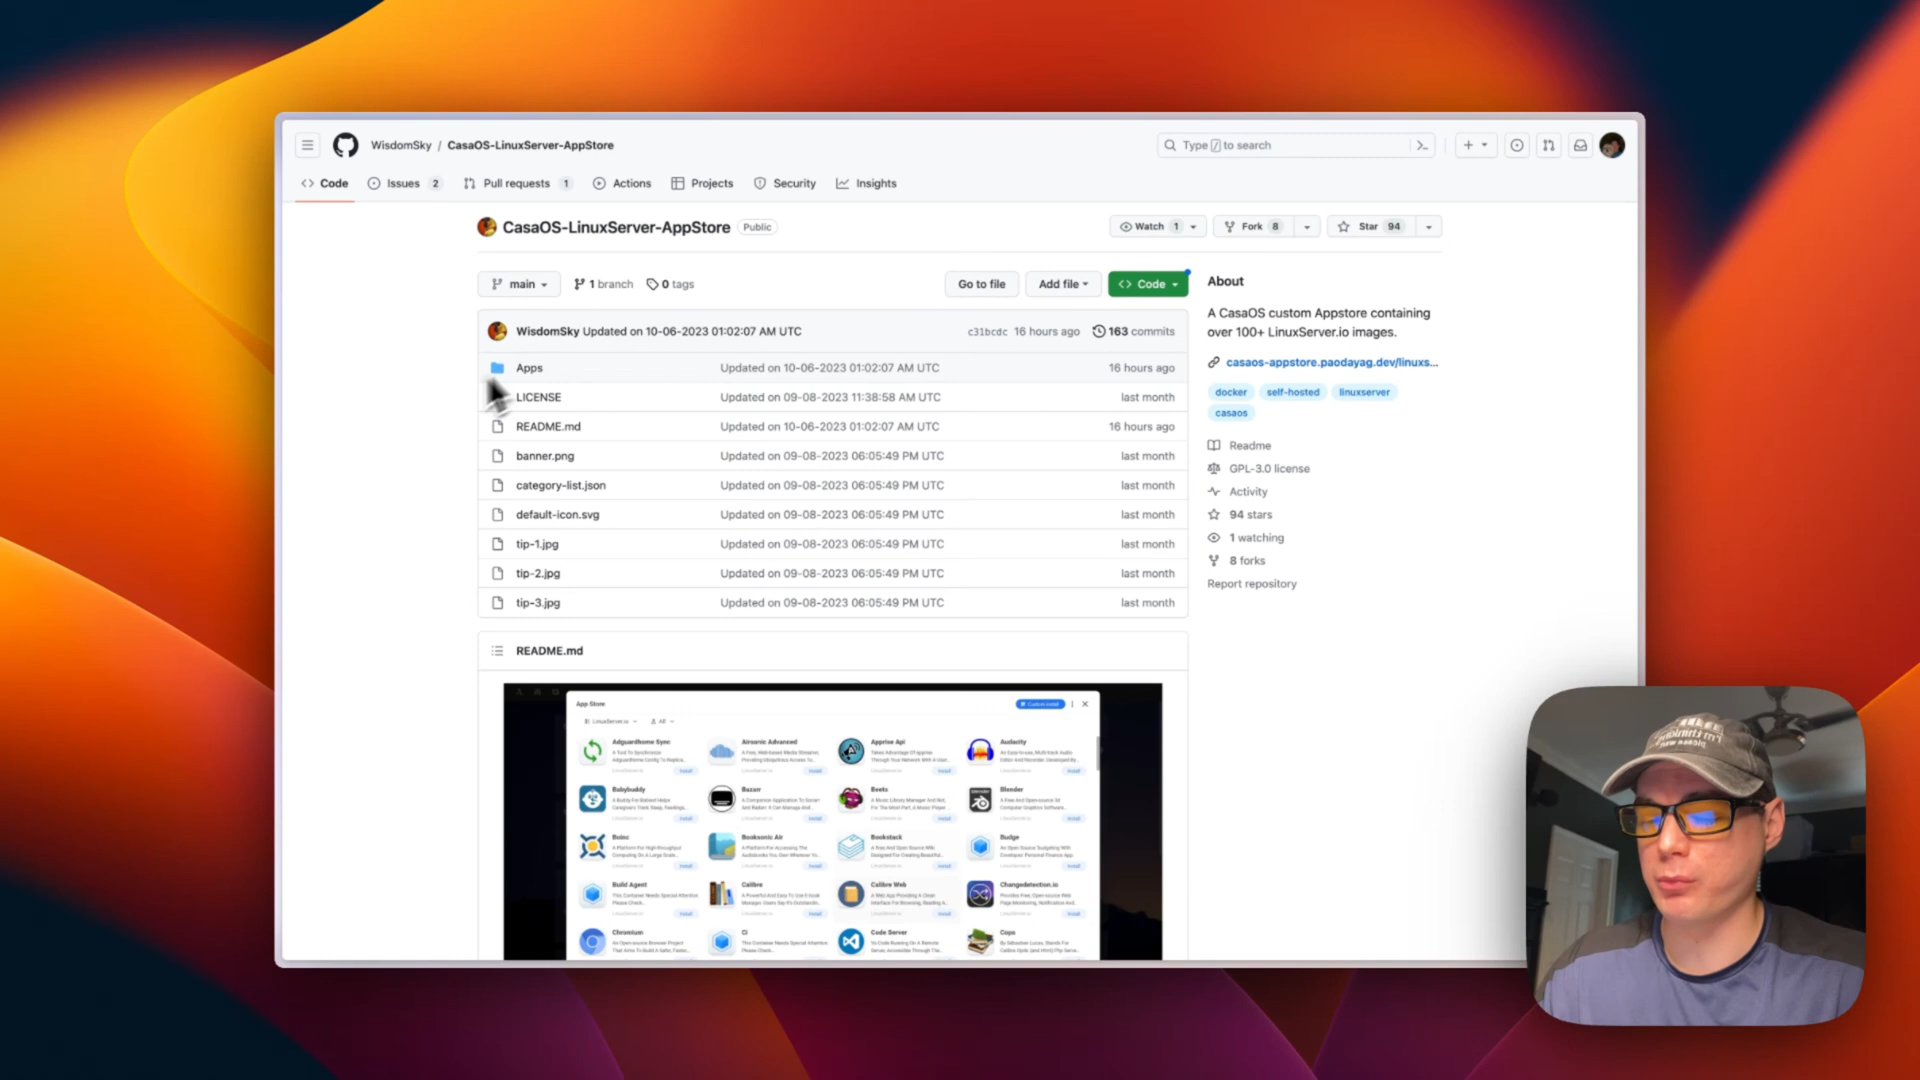 WisdomSky / CasaOS-LinuxServer-AppStore
Type / to search
Code
Issues 2
Pull requests 1
Actions
Projects
Security
Insights
CasaOS-LinuxServer-AppStore Public
Watch 1
Fork 8
Star 94
main
1 branch
0 tags
Go to file
Add file
Code
WisdomSky Updated on 10-06-2023 01:02:07 AM UTC c31bcdc 16 hours ago 163 commits
Apps Updated on 10-06-2023 01:02:07 AM UTC 16 hours ago
LICENSE Updated on 09-08-2023 11:38:58 AM UTC last month
README.md Updated on 10-06-2023 01:02:07 AM UTC 16 hours ago
banner.png Updated on 09-08-2023 06:05:49 PM UTC last month
category-list.json Updated on 09-08-2023 06:05:49 PM UTC last month
default-icon.svg Updated on 09-08-2023 06:05:49 PM UTC last month
tip-1.jpg Updated on 09-08-2023 06:05:49 PM UTC last month
tip-2.jpg Updated on 09-08-2023 06:05:49 PM UTC last month
tip-3.jpg Updated on 09-08-2023 06:05:49 PM UTC last month
About
A CasaOS custom Appstore containing
over 100+ LinuxServer.io images.
casaos-appstore.paodayag.dev/linuxs...
docker self-hosted linuxserver
casaos
Readme
GPL-3.0 license
Activity
94 stars
1 watching
8 forks
Report repository
README.md
App Store
Custom Install
LinuxServer.io
All
Adguardhome Sync
Airsonic Advanced
Apprise Api
Audacity
Babybuddy
Bazarr
Beets
Blender
Boinc
Booksonic Air
Bookstack
Budge
Build Agent
Calibre
Calibre Web
Changedetection.io
Chromium
Ci
Code Server
Cops